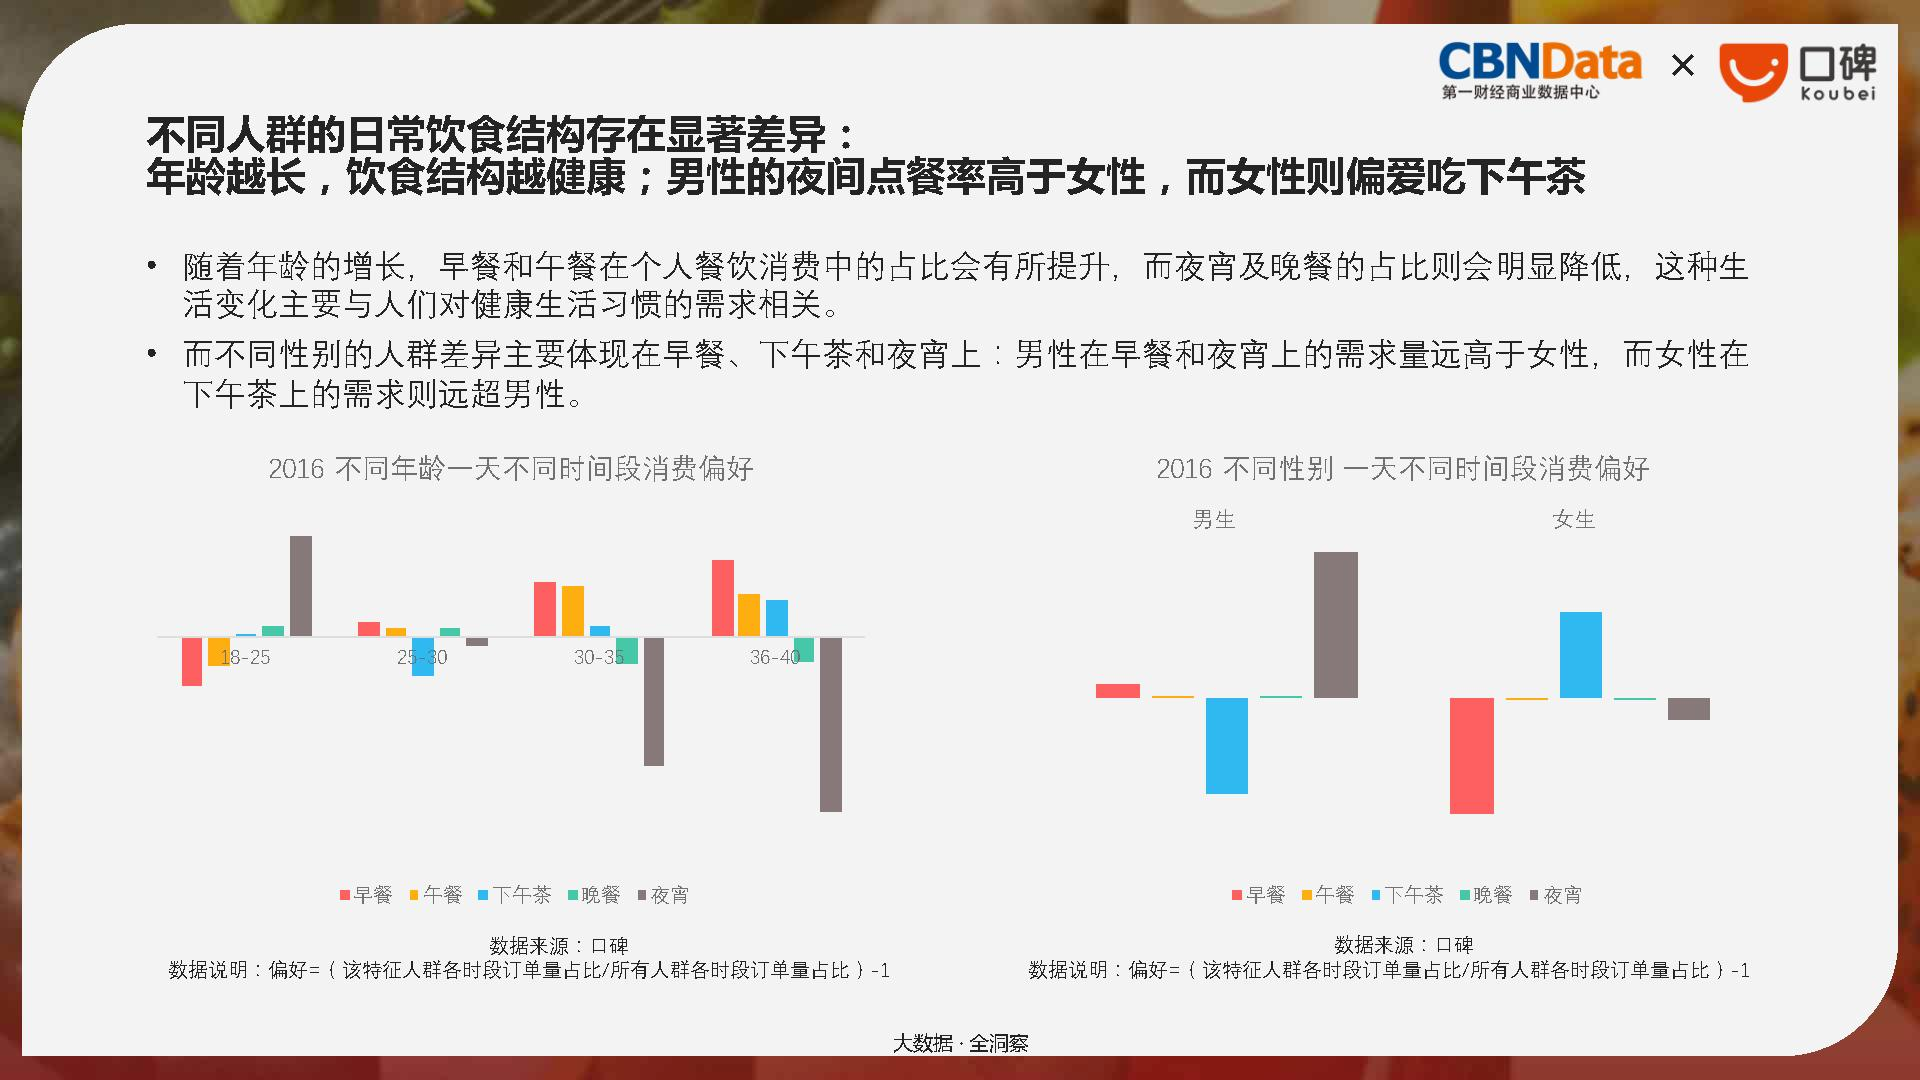 CBNData × 口碑
第一财经商业数据中心 Koubei
不同人群的日常饮食结构存在显著差异：
年龄越长，饮食结构越健康；男性的夜间点餐率高于女性，而女性则偏爱吃下午茶
• 随着年龄的增长，早餐和午餐在个人餐饮消费中的占比会有所提升，而夜宵及晚餐的占比则会明显降低，这种生
活变化主要与人们对健康生活习惯的需求相关。
• 而不同性别的人群差异主要体现在早餐、下午茶和夜宵上：男性在早餐和夜宵上的需求量远高于女性，而女性在
下午茶上的需求则远超男性。
2016 不同年龄一天不同时间段消费偏好
18-25 25-30 30-35 36-40
早餐 午餐 下午茶 晚餐 夜宵
数据来源：口碑
数据说明：偏好=（该特征人群各时段订单量占比/所有人群各时段订单量占比）-1
2016 不同性别 一天不同时间段消费偏好
男生 女生
早餐 午餐 下午茶 晚餐 夜宵
数据来源：口碑
数据说明：偏好=（该特征人群各时段订单量占比/所有人群各时段订单量占比）-1
大数据·全洞察